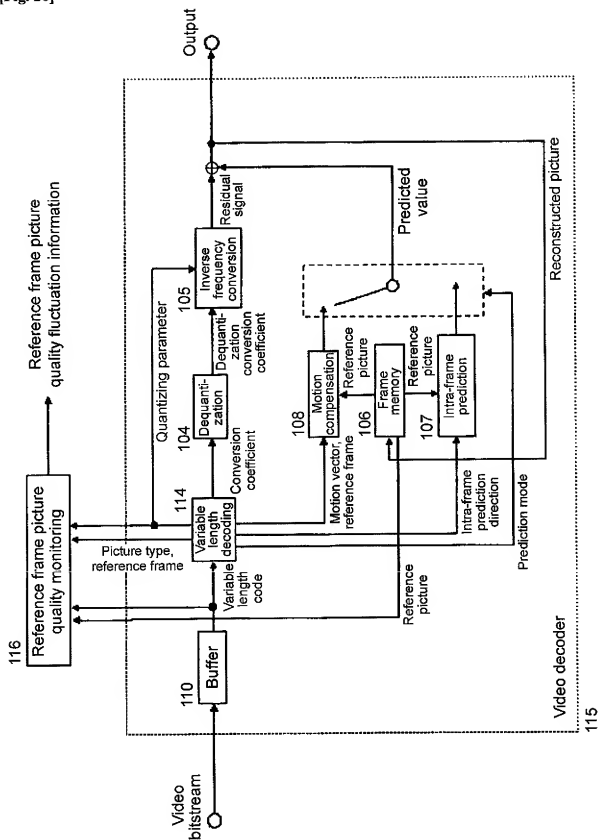 Output
Reference frame picture
quality fluctuation information
116
Reference frame picture
quality monitoring
Quantizing parameter
Picture type,
reference frame
105
Inverse
frequency
conversion
Residual
signal
Dequanti-
zation
conversion
coefficient
104
Dequanti-
zation
Conversion
coefficient
114
Variable
length
decoding
Variable
length
code
110
Buffer
Video
bitstream
Predicted
value
Reconstructed picture
108
Motion
compensation
Reference
picture
106
Frame
memory
Reference
picture
107
Intra-frame
prediction
Motion vector,
reference frame
Intra-frame
prediction
direction
Prediction mode
Reference
picture
Video decoder
115